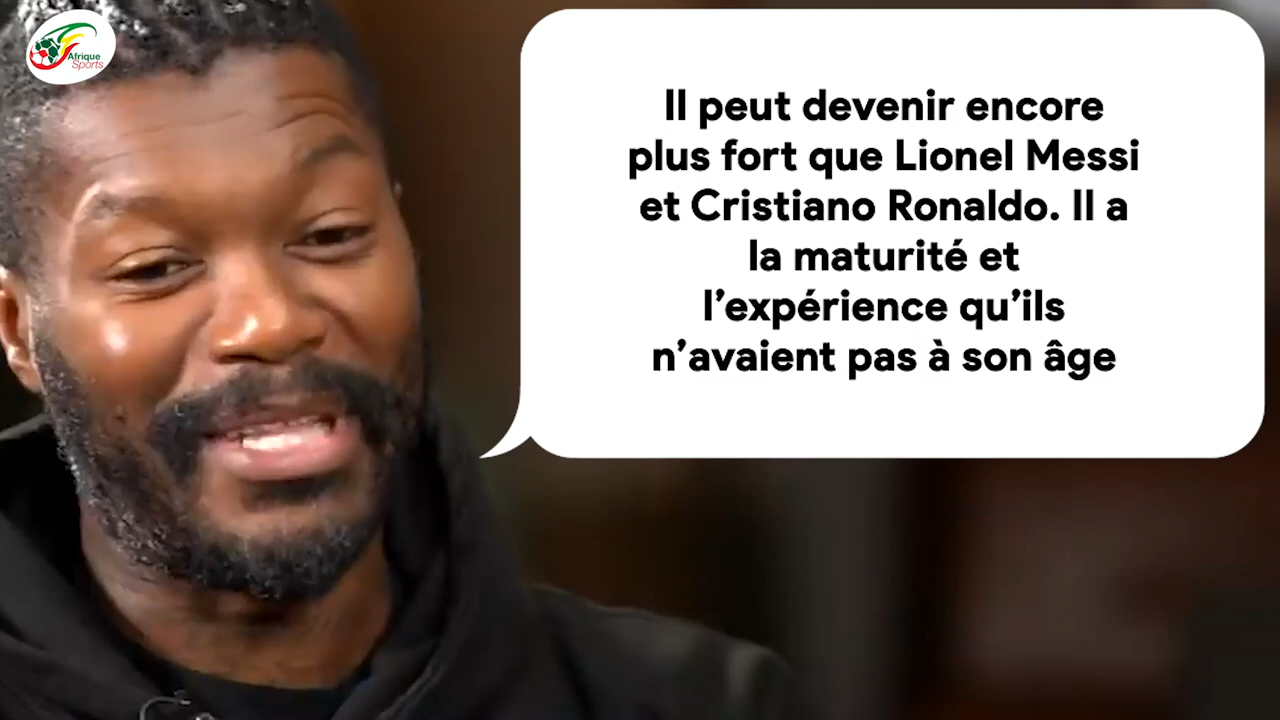 Afrique
Sports
Il peut devenir encore
plus fort que Lionel Messi
et Cristiano Ronaldo. Il a
la maturité et
l’expérience qu’ils
n’avaient pas à son âge